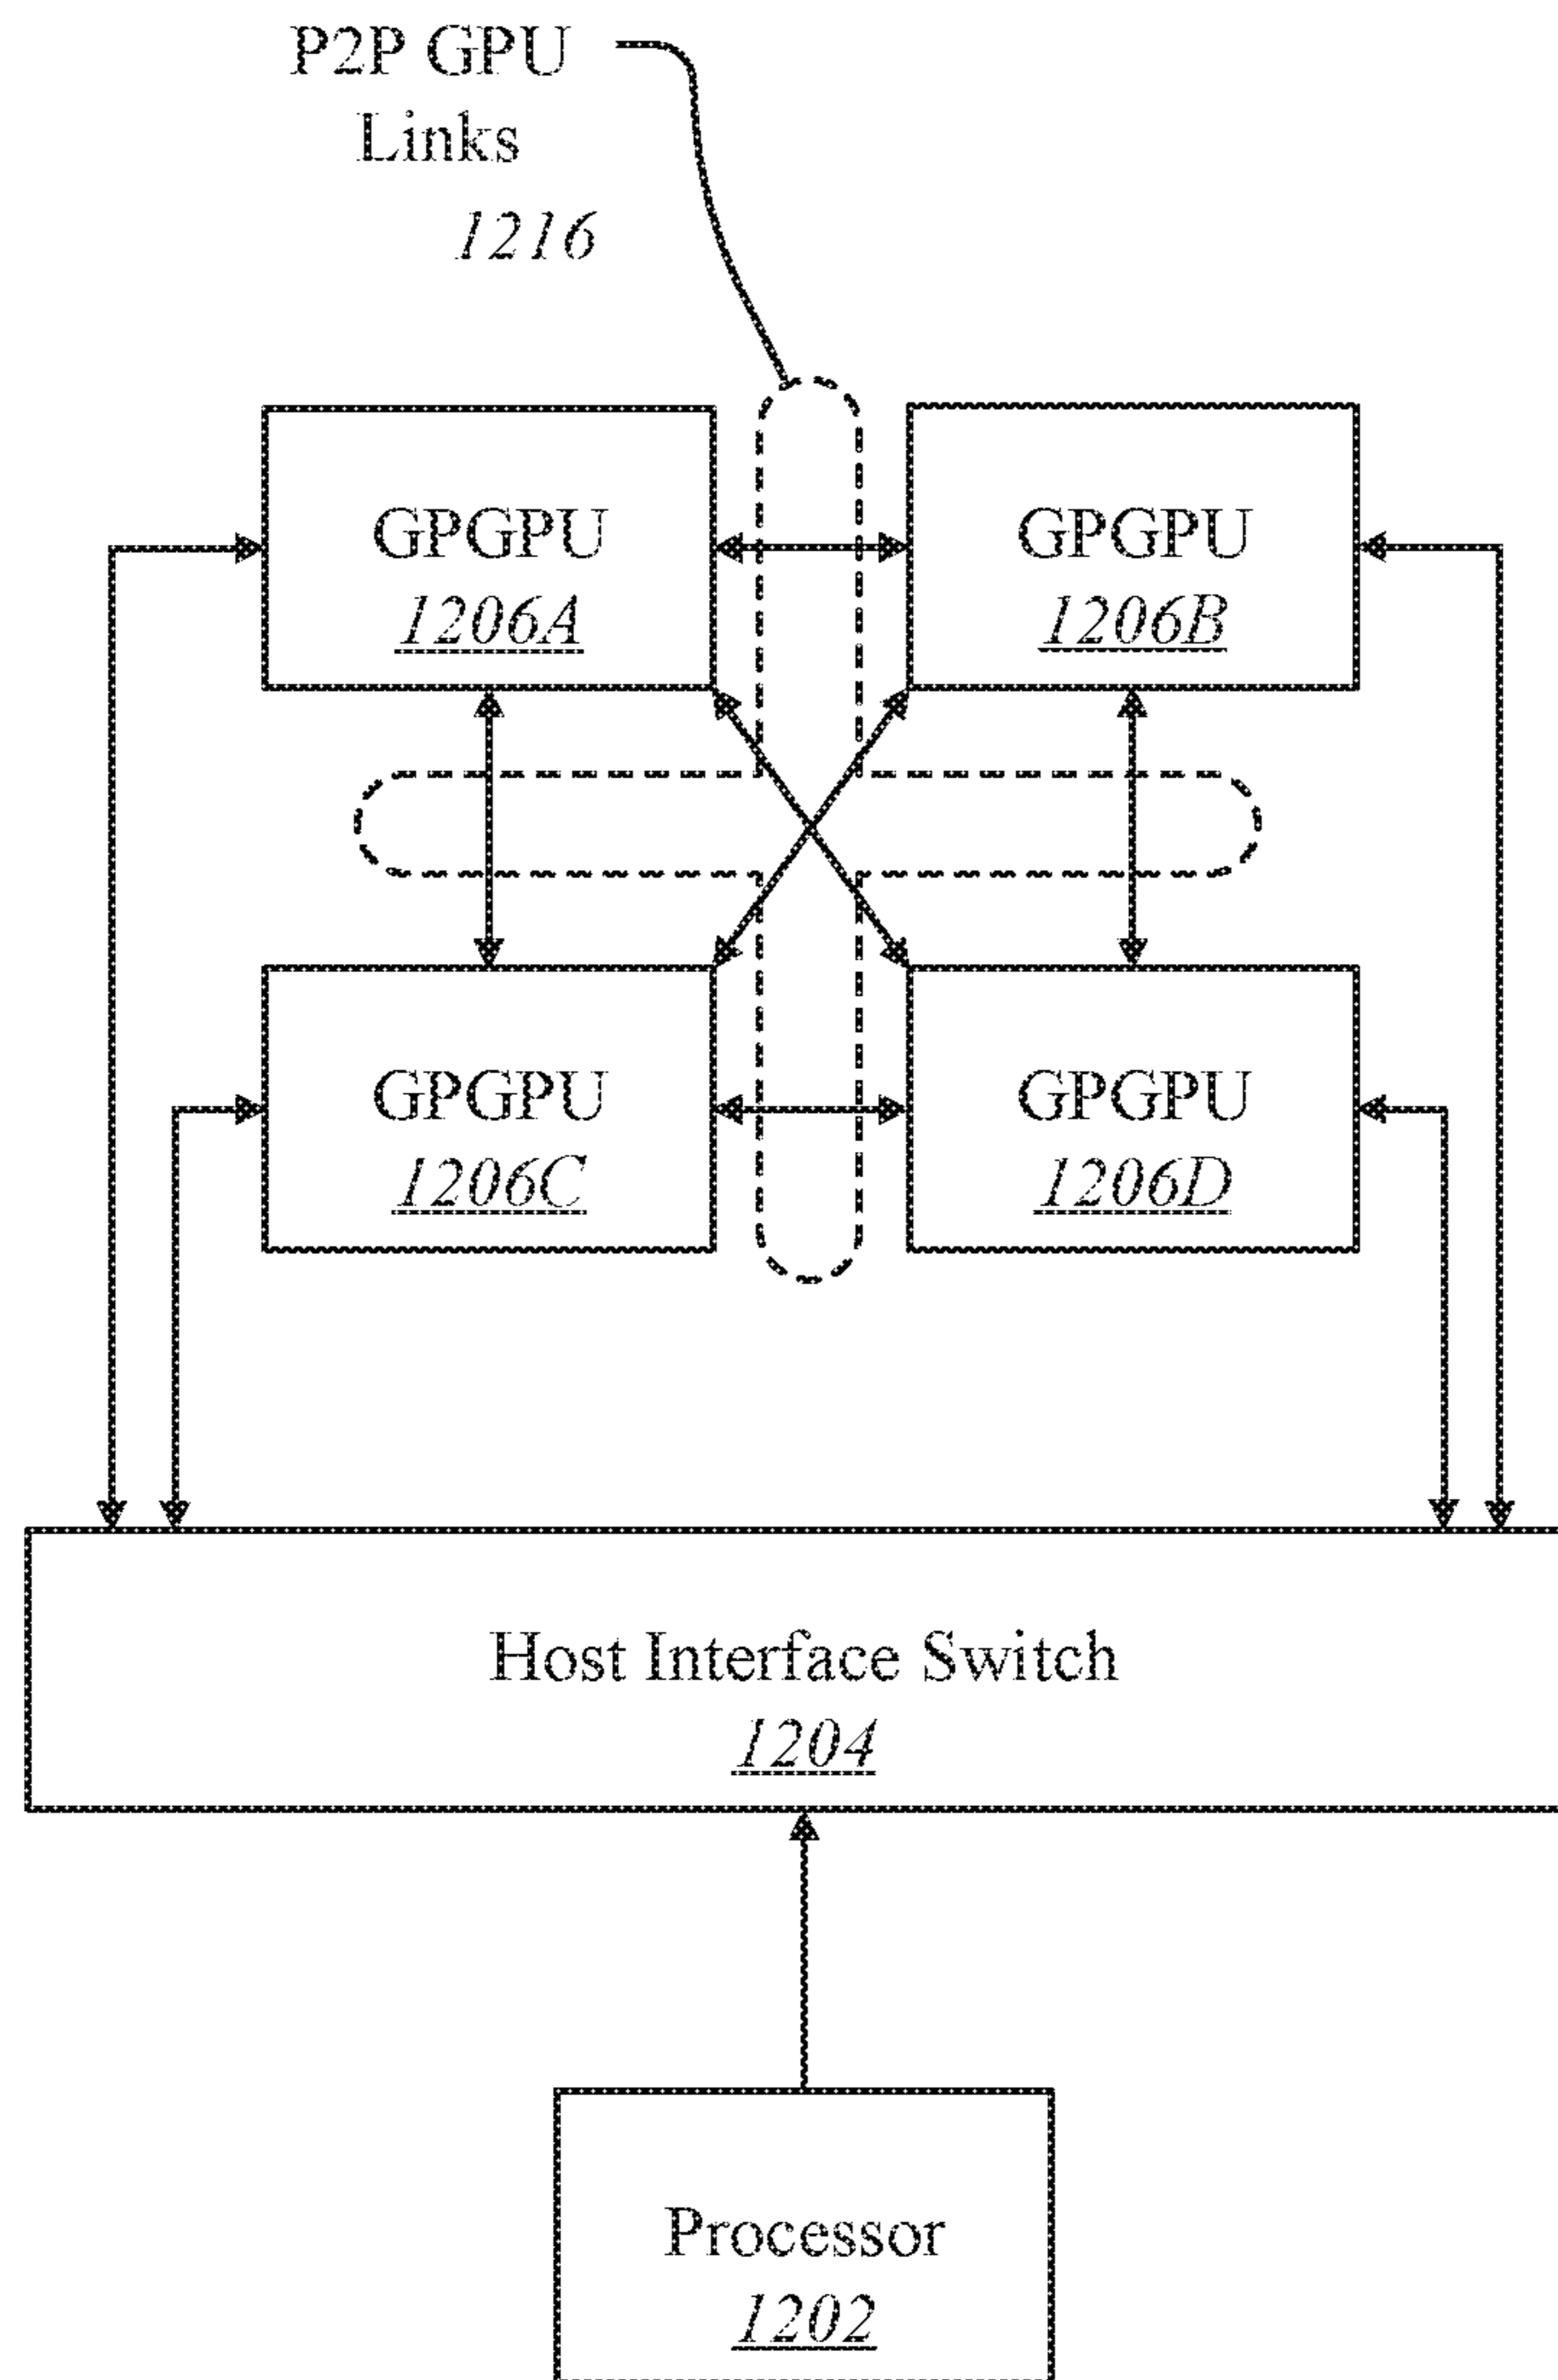 P2P GPU
Links
1216
GPGPU
1206A
GPGPU
1206B
GPGPU
1206C
GPGPU
1206D
Host Interface Switch
1204
Processor
1202